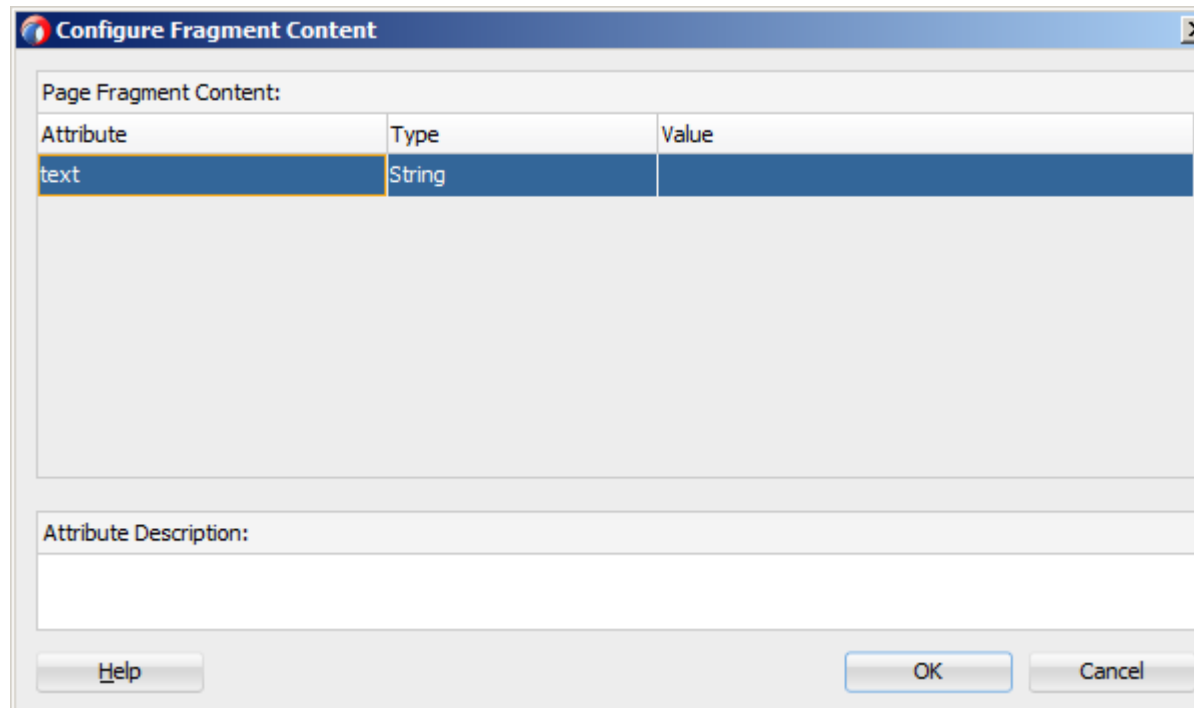 Configure Fragment Content
Page Fragment Content:
Attribute Type Value
text String
Attribute Description:
Help OK Cancel